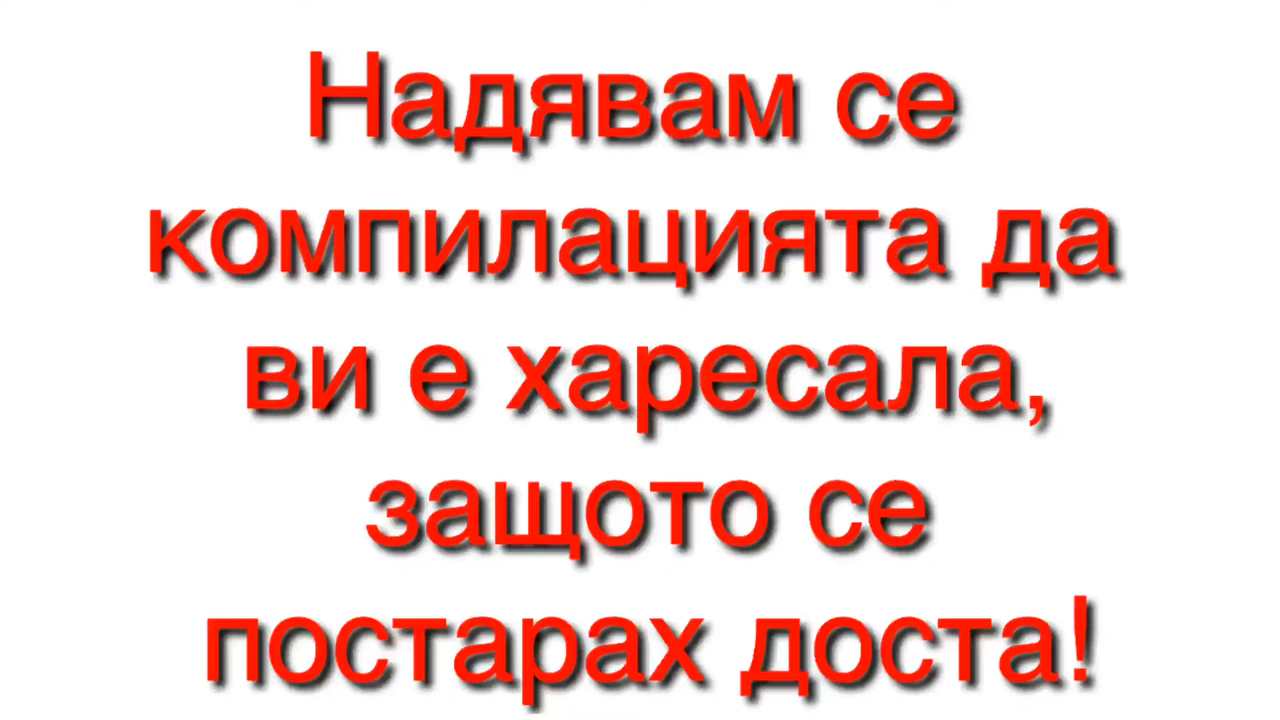 Надявам се
компилацията да
ви е харесала,
защото се
постарах доста!